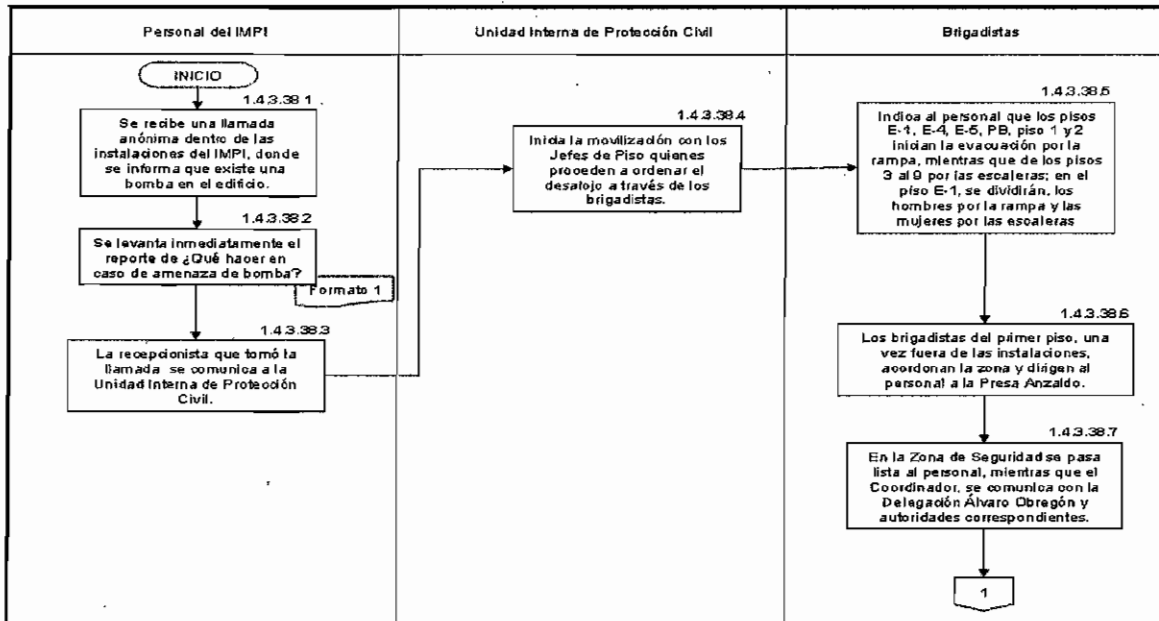 Personal del IMPI
Unidad Interna de Protección Civil
Brigadistas
INICIO
1.4.3.38.1
Se recibe una llamada
anónima dentro de las
instalaciones del IMPI, donde
se informa que existe una
bomba en el edificio.
1.4.3.38.2
Se levanta inmediatamente el
reporte de ¿Qué hacer en
caso de amenaza de bomba?
Formato 1
1.4.3.38.3
La recepcionista que tomó la
llamada se comunica a la
Unidad Interna de Protección
Civil.
1.4.3.38.4
Inicia la movilización con los
Jefes de Piso quienes
proceden a ordenar el
desalojo a través de los
brigadistas.
1.4.3.38.5
Indica al personal que los pisos
E-1, E-4, E-5, PB, piso 1 y 2
inician la evacuación por la
rampa, mientras que de los pisos
3 al 9 por las escaleras; en el
piso E-1, se dividirán, los
hombres por la rampa y las
mujeres por las escaleras
1.4.3.38.6
Los brigadistas del primer piso, una
vez fuera de las instalaciones,
acordonan la zona y dirigen al
personal a la Presa Anzaldo.
1.4.3.38.7
En la Zona de Seguridad se pasa
lista al personal, mientras que el
Coordinador, se comunica con la
Delegación Álvaro Obregón y
autoridades correspondientes.
1